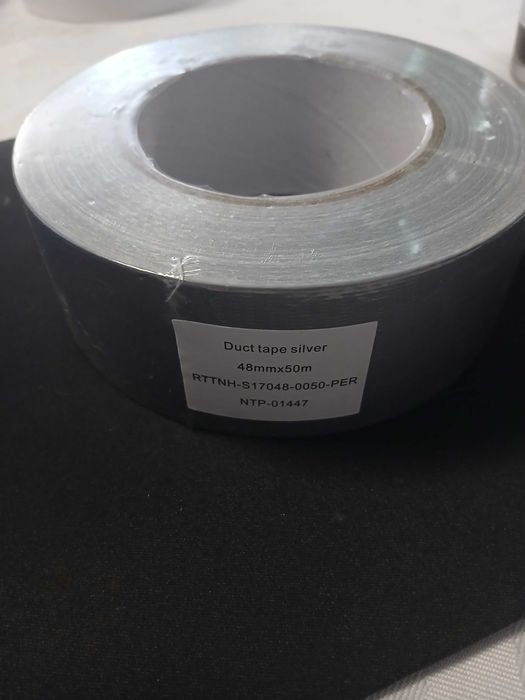 Duct tape silver
48mmx50m
RTTNH-S17048-0050-PER
NTP-01447